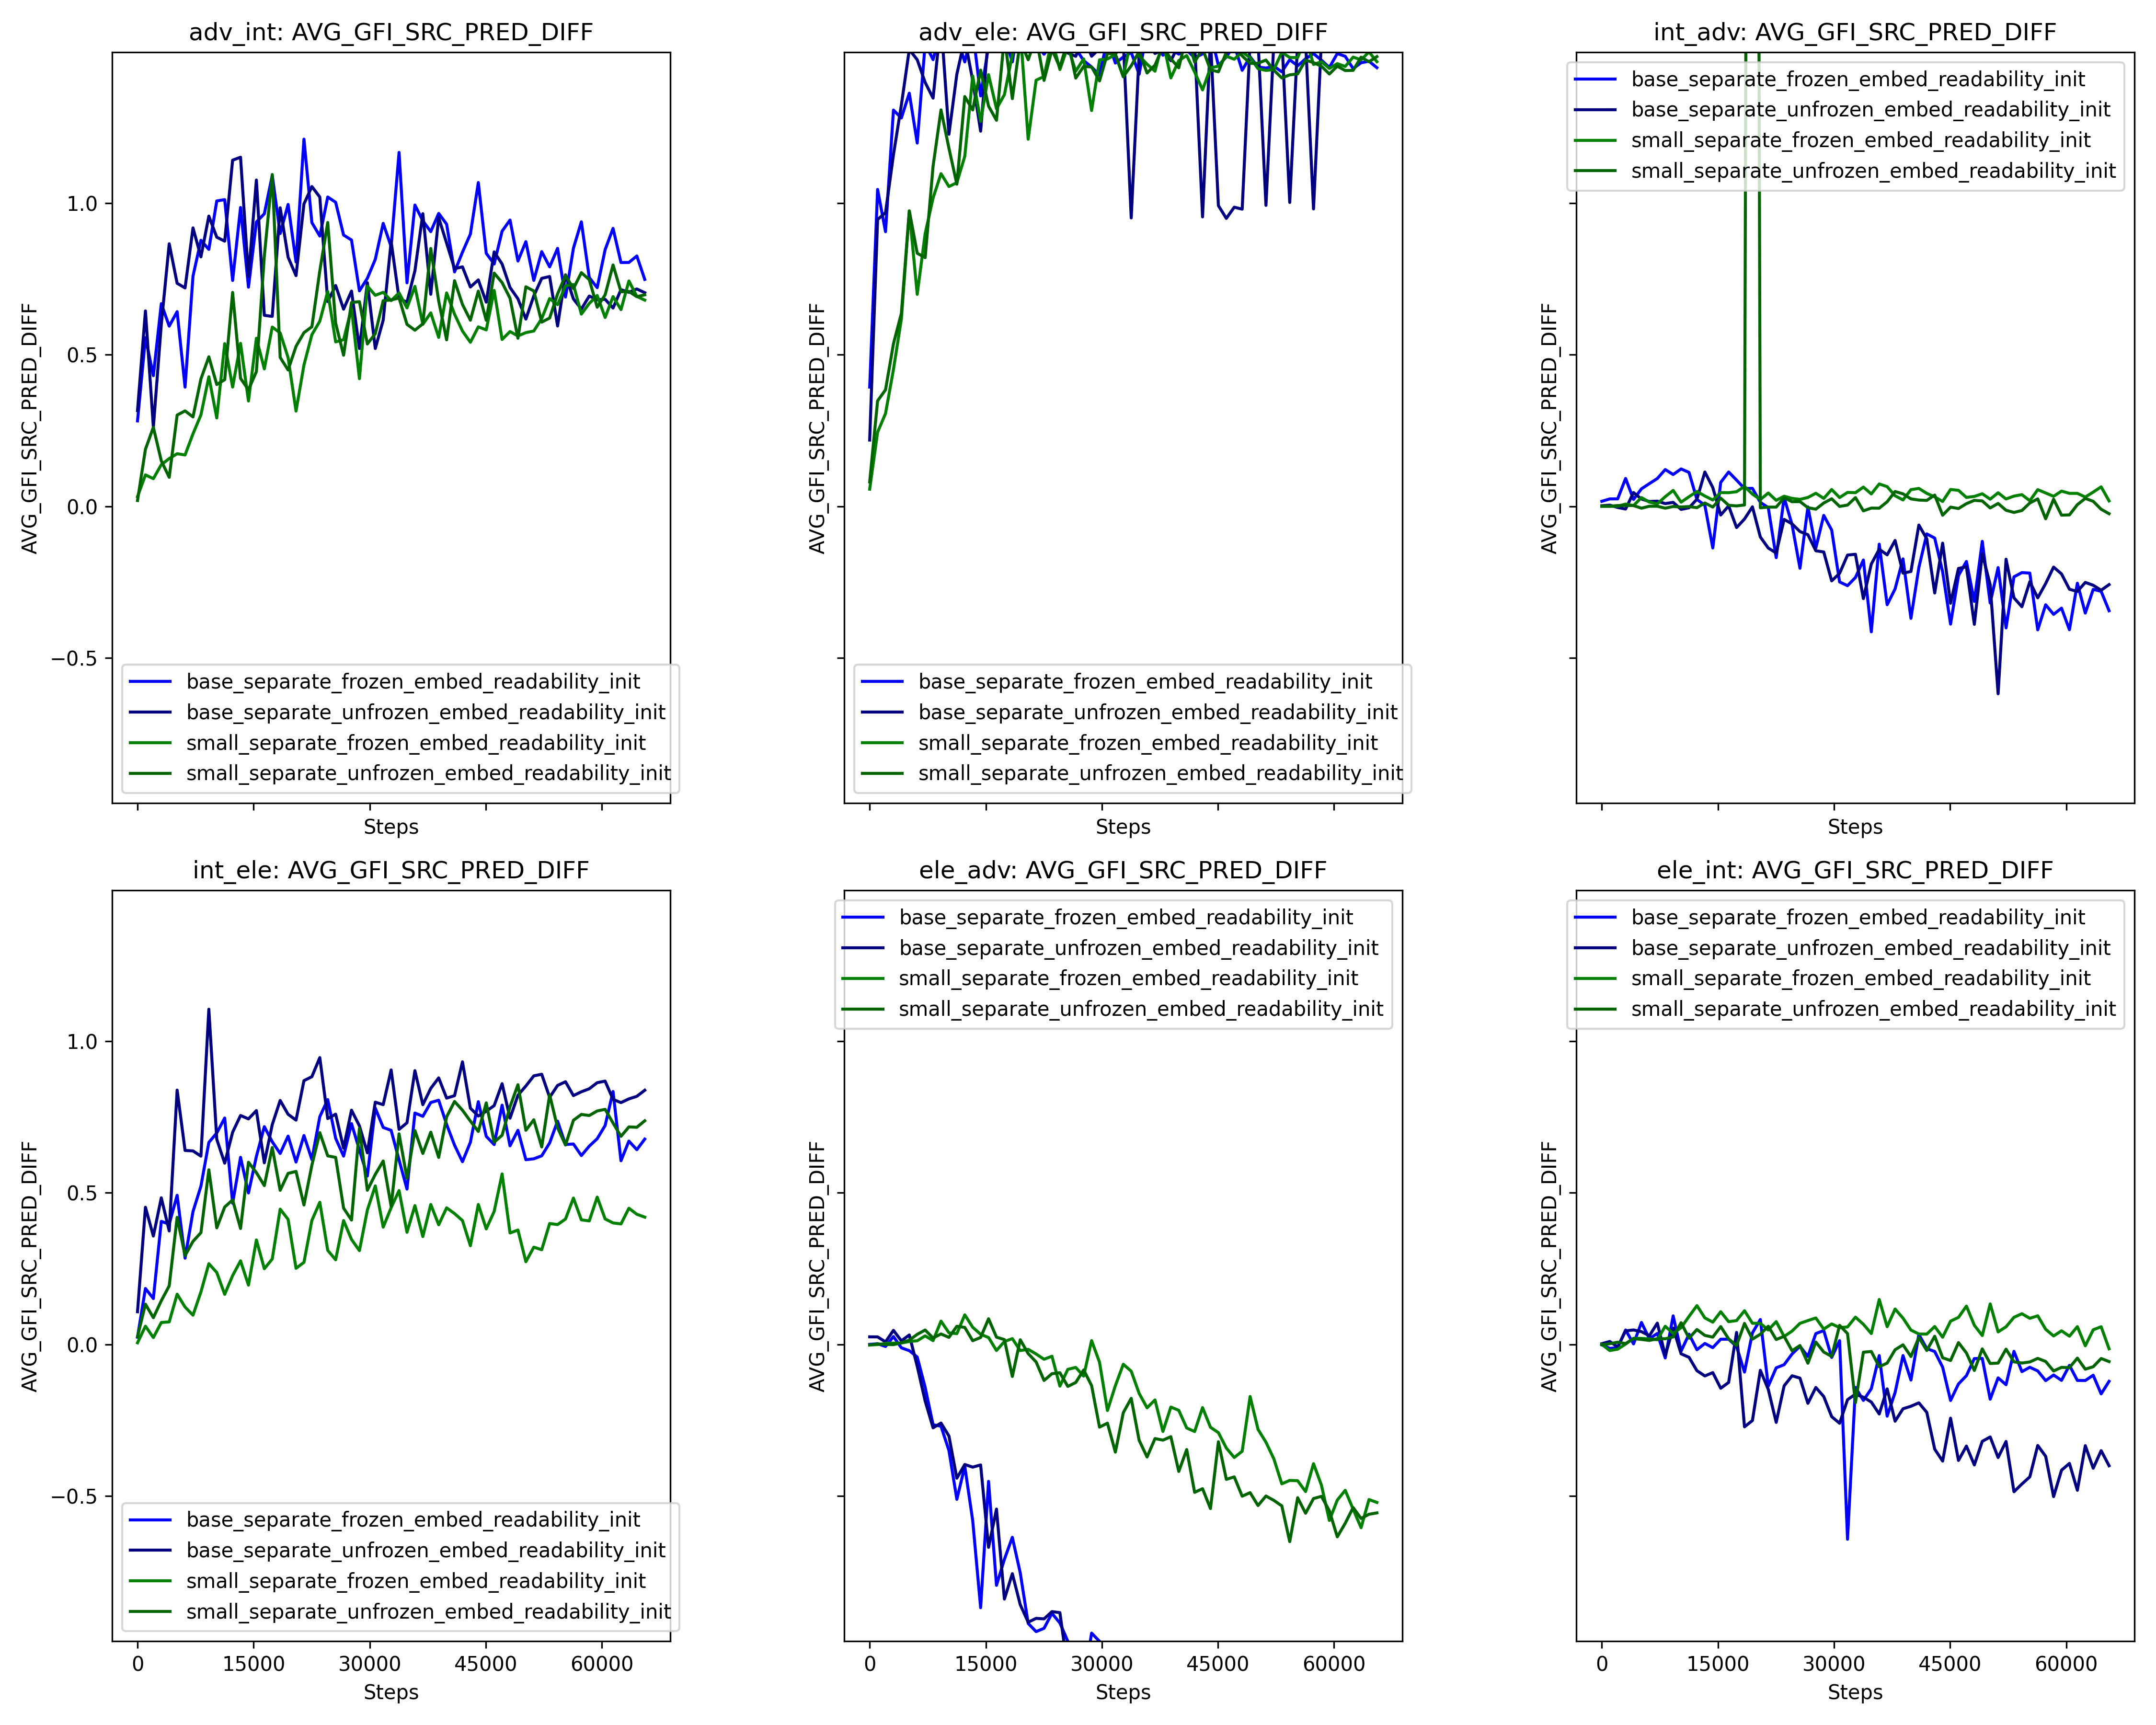 adv_int: AVG_GFI_SRC_PRED_DIFF
AVG_GFI_SRC_PRED_DIFF
1.0
0.5
0.0
−0.5
base_separate_frozen_embed_readability_init
base_separate_unfrozen_embed_readability_init
small_separate_frozen_embed_readability_init
small_separate_unfrozen_embed_readability_init
Steps
adv_ele: AVG_GFI_SRC_PRED_DIFF
AVG_GFI_SRC_PRED_DIFF
base_separate_frozen_embed_readability_init
base_separate_unfrozen_embed_readability_init
small_separate_frozen_embed_readability_init
small_separate_unfrozen_embed_readability_init
Steps
int_adv: AVG_GFI_SRC_PRED_DIFF
AVG_GFI_SRC_PRED_DIFF
base_separate_frozen_embed_readability_init
base_separate_unfrozen_embed_readability_init
small_separate_frozen_embed_readability_init
small_separate_unfrozen_embed_readability_init
Steps
int_ele: AVG_GFI_SRC_PRED_DIFF
AVG_GFI_SRC_PRED_DIFF
1.0
0.5
0.0
−0.5
base_separate_frozen_embed_readability_init
base_separate_unfrozen_embed_readability_init
small_separate_frozen_embed_readability_init
small_separate_unfrozen_embed_readability_init
0 15000 30000 45000 60000
Steps
ele_adv: AVG_GFI_SRC_PRED_DIFF
AVG_GFI_SRC_PRED_DIFF
base_separate_frozen_embed_readability_init
base_separate_unfrozen_embed_readability_init
small_separate_frozen_embed_readability_init
small_separate_unfrozen_embed_readability_init
0 15000 30000 45000 60000
Steps
ele_int: AVG_GFI_SRC_PRED_DIFF
AVG_GFI_SRC_PRED_DIFF
base_separate_frozen_embed_readability_init
base_separate_unfrozen_embed_readability_init
small_separate_frozen_embed_readability_init
small_separate_unfrozen_embed_readability_init
0 15000 30000 45000 60000
Steps